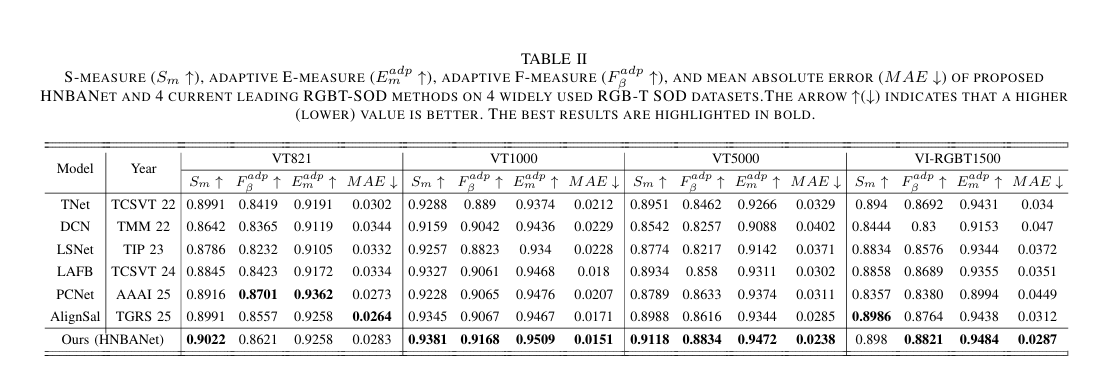 TABLE II
S-MEASURE (Sm ↑), ADAPTIVE E-MEASURE (E_m^adp ↑), ADAPTIVE F-MEASURE (F_β^adp ↑), AND MEAN ABSOLUTE ERROR (MAE ↓) OF PROPOSED
HNBANET AND 4 CURRENT LEADING RGBT-SOD METHODS ON 4 WIDELY USED RGB-T SOD DATASETS.THE ARROW ↑(↓) INDICATES THAT A HIGHER
(LOWER) VALUE IS BETTER. THE BEST RESULTS ARE HIGHLIGHTED IN BOLD.
Model Year VT821 VT1000 VT5000 VI-RGBT1500
Sm ↑ F_β^adp ↑ E_m^adp ↑ MAE ↓ Sm ↑ F_β^adp ↑ E_m^adp ↑ MAE ↓ Sm ↑ F_β^adp ↑ E_m^adp ↑ MAE ↓ Sm ↑ F_β^adp ↑ E_m^adp ↑ MAE ↓
TNet TCSVT 22 0.8991 0.8419 0.9191 0.0302 0.9288 0.889 0.9374 0.0212 0.8951 0.8462 0.9266 0.0329 0.894 0.8692 0.9431 0.034
DCN TMM 22 0.8642 0.8365 0.9119 0.0344 0.9159 0.9042 0.9436 0.0229 0.8542 0.8257 0.9088 0.0402 0.8444 0.83 0.9153 0.047
LSNet TIP 23 0.8786 0.8232 0.9105 0.0332 0.9257 0.8823 0.934 0.0228 0.8774 0.8217 0.9142 0.0371 0.8834 0.8576 0.9344 0.0372
LAFB TCSVT 24 0.8845 0.8423 0.9172 0.0334 0.9327 0.9061 0.9468 0.018 0.8934 0.858 0.9311 0.0302 0.8858 0.8689 0.9355 0.0351
PCNet AAAI 25 0.8916 0.8701 0.9362 0.0273 0.9228 0.9065 0.9476 0.0207 0.8789 0.8633 0.9374 0.0311 0.8357 0.8380 0.8994 0.0449
AlignSal TGRS 25 0.8991 0.8557 0.9258 0.0264 0.9345 0.9067 0.9467 0.0171 0.8988 0.8616 0.9344 0.0285 0.8986 0.8764 0.9438 0.0312
Ours (HNBANet) 0.9022 0.8621 0.9258 0.0283 0.9381 0.9168 0.9509 0.0151 0.9118 0.8834 0.9472 0.0238 0.898 0.8821 0.9484 0.0287